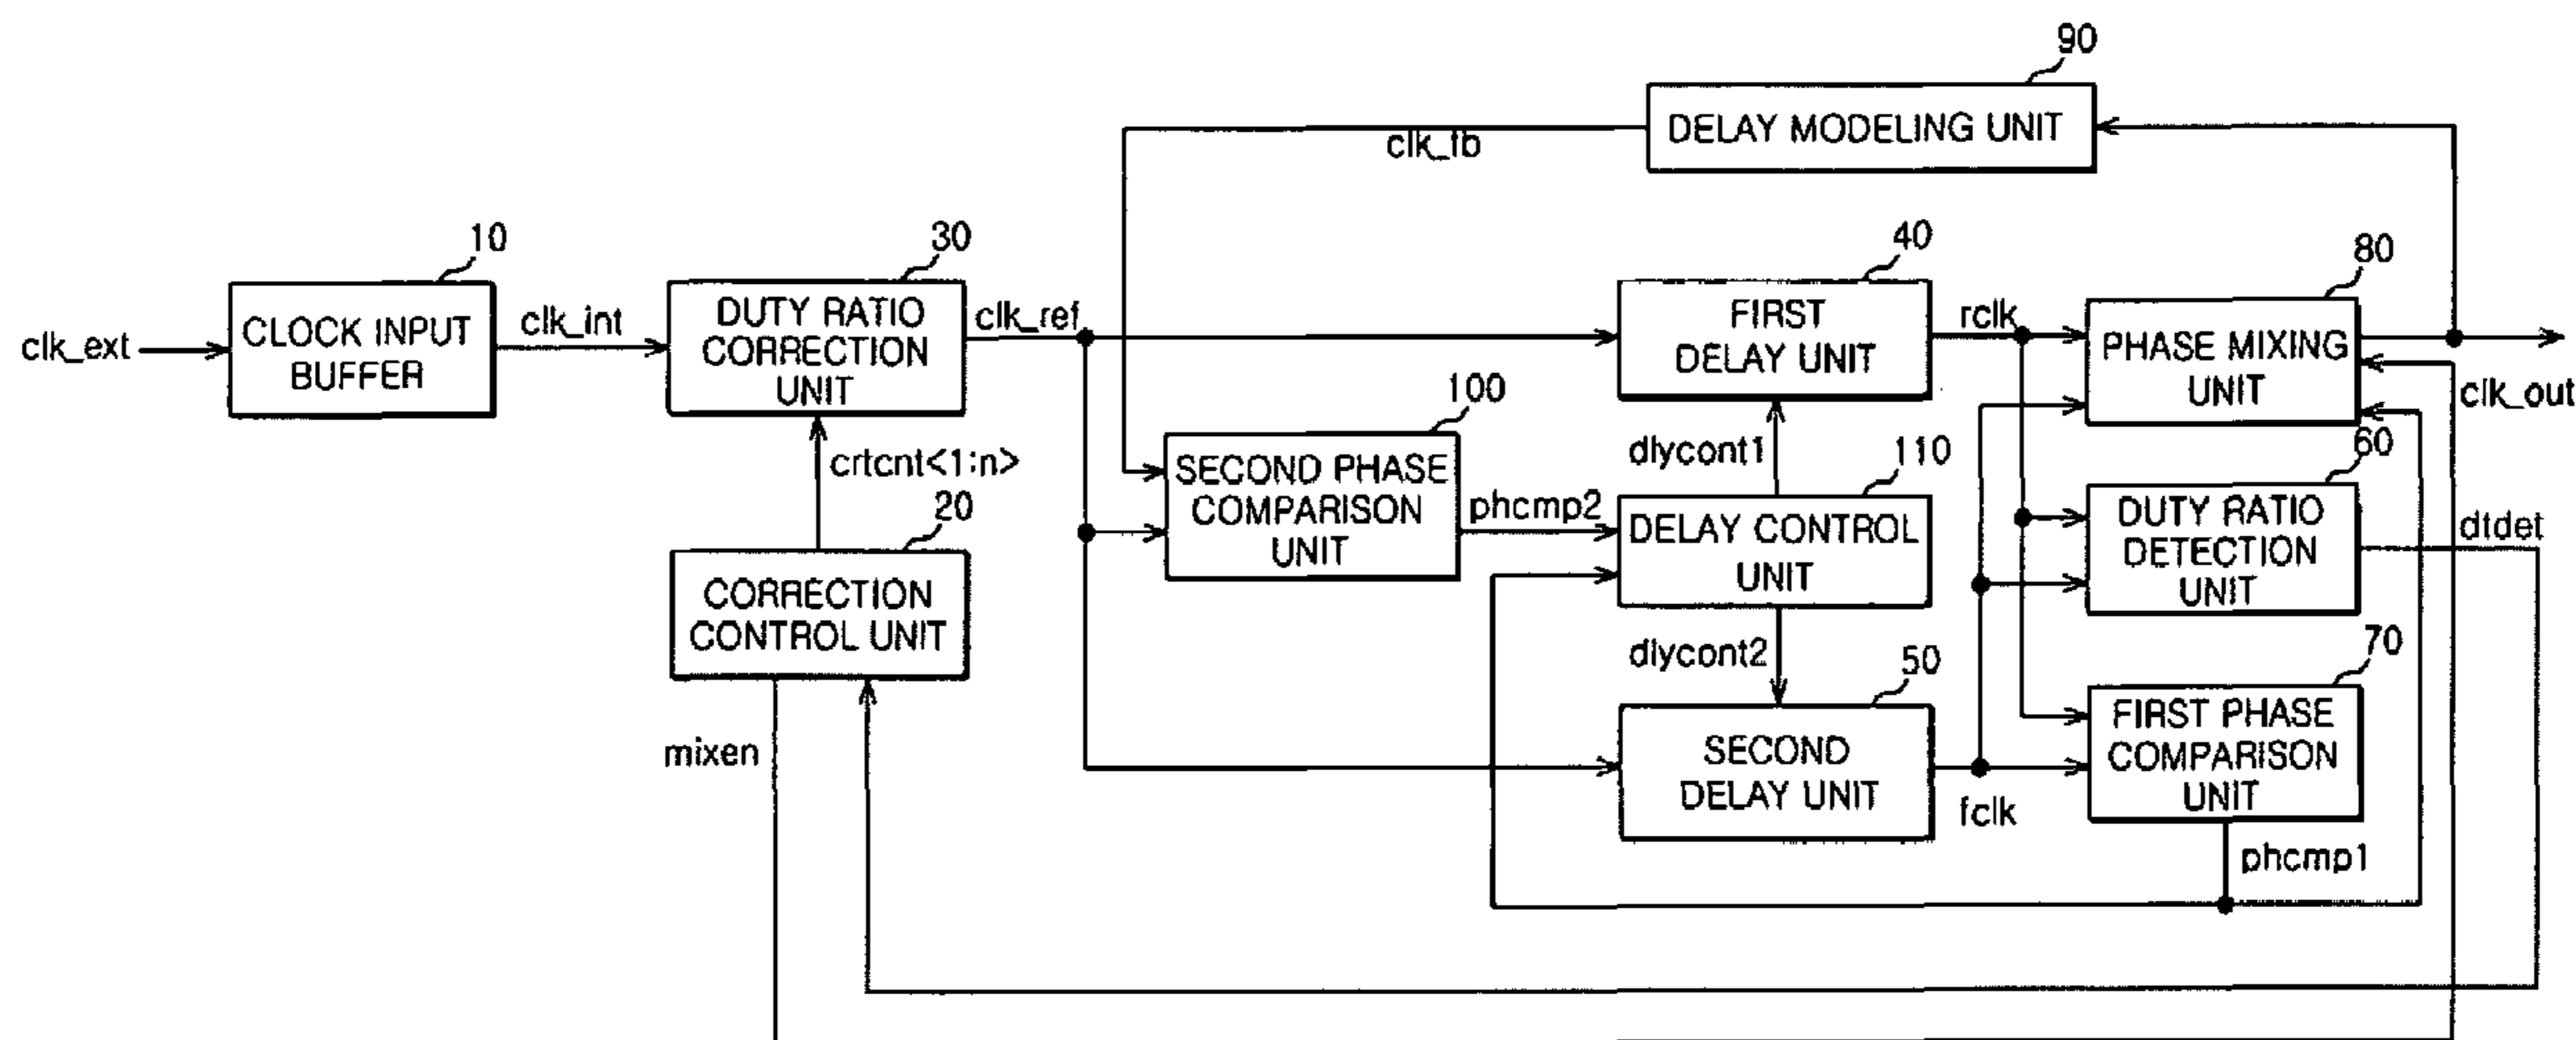 90
DELAY MODELING UNIT
clk_fb
10
30
40
80
clk_ext
CLOCK INPUT
BUFFER
clk_int
DUTY RATIO
CORRECTION
UNIT
clk_ref
FIRST
DELAY UNIT
rclk
PHASE MIXING
UNIT
clk_out
crtcnt<1:n>
100
SECOND PHASE
COMPARISON
UNIT
phcmp2
dlycont1
110
DELAY CONTROL
UNIT
60
DUTY RATIO
DETECTION
UNIT
dtdet
20
CORRECTION
CONTROL UNIT
dlycont2
50
SECOND
DELAY UNIT
fclk
70
FIRST PHASE
COMPARISON
UNIT
mixen
phcmp1